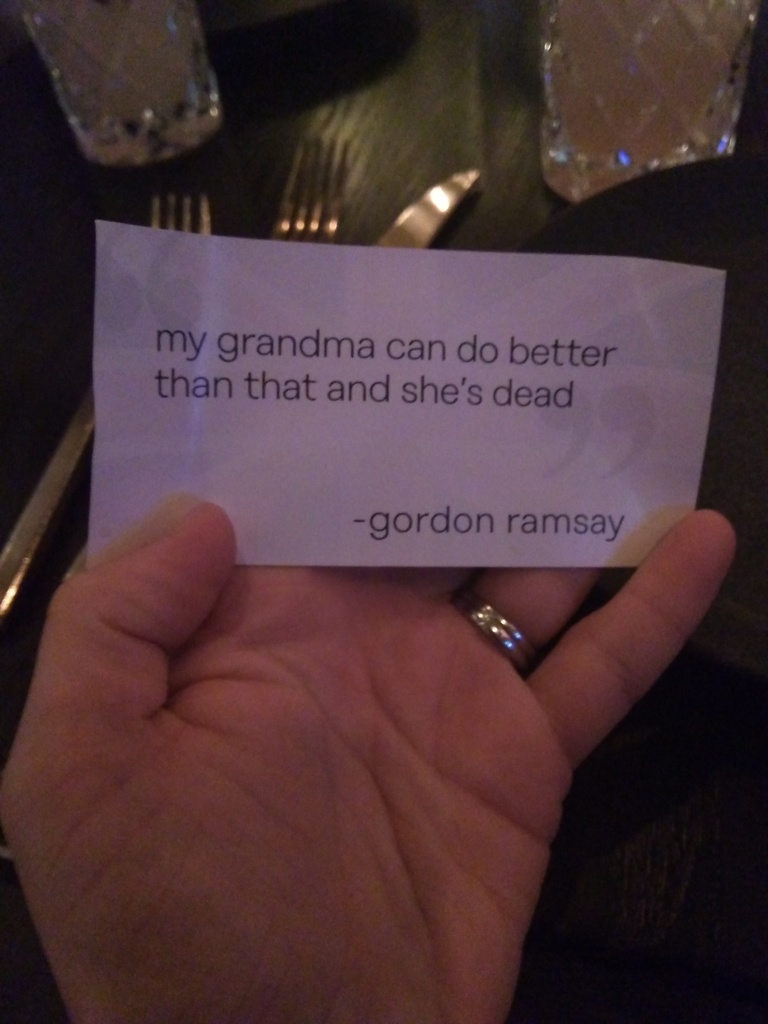 my grandma can do better
than that and she's dead
-gordon ramsay